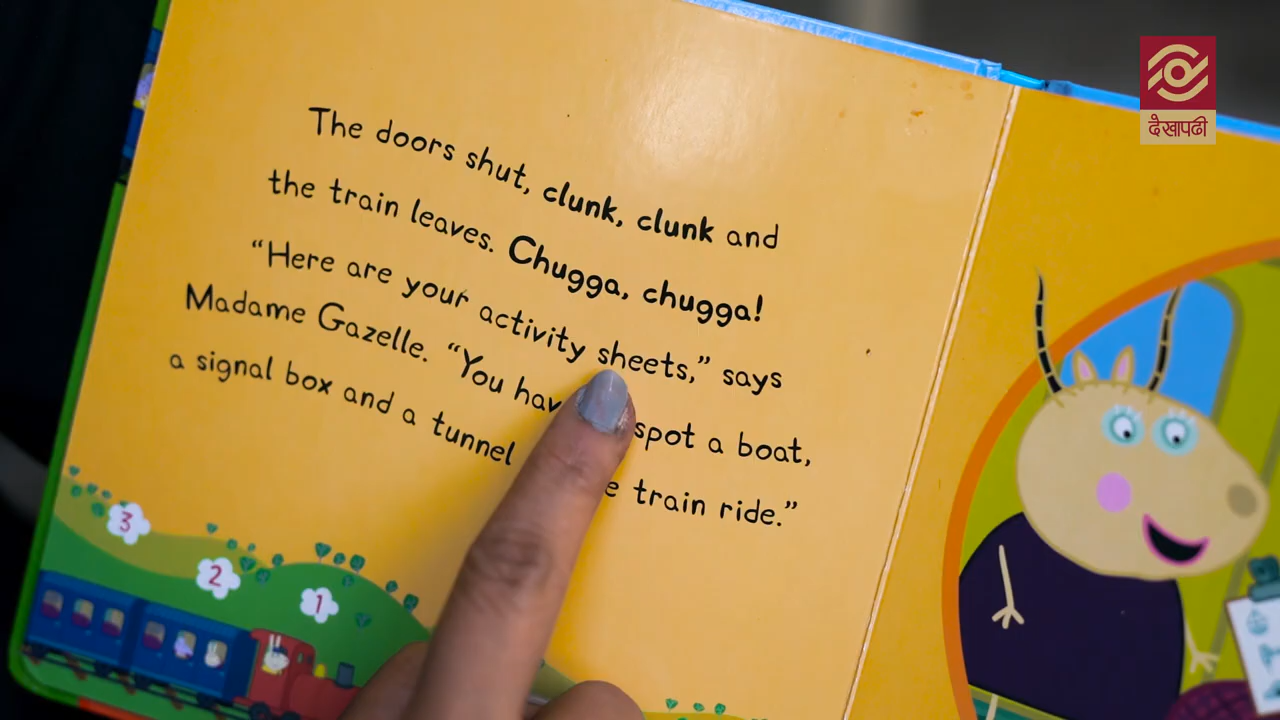 The doors shut, clunk, clunk and
the train leaves. Chugga, chugga!
“Here are your activity sheets,” says
Madame Gazelle. “You spot a boat,
a signal box and a tunnel train ride.”
3
2
1
देखापढी